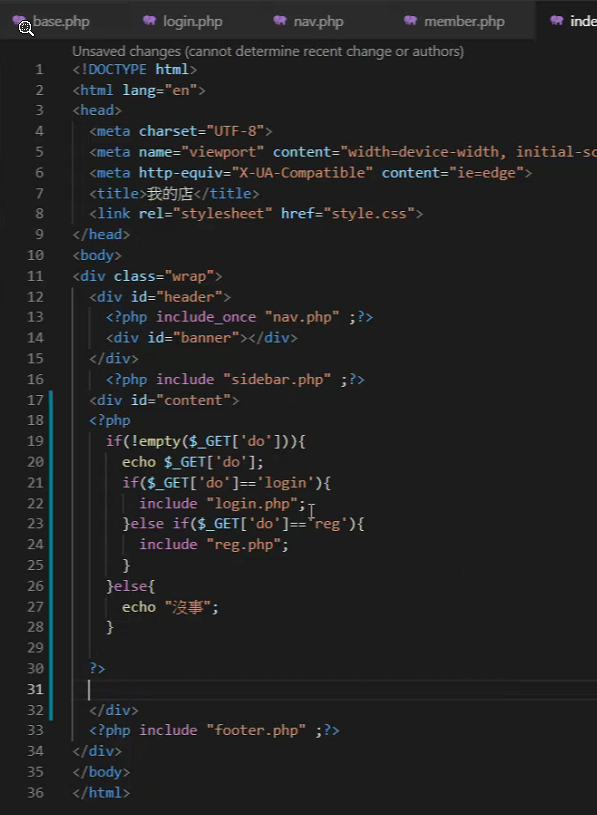 base.php login.php nav.php member.php inde
Unsaved changes (cannot determine recent change or authors)
1 <!DOCTYPE html>
2 <html lang="en">
3 <head>
4 <meta charset="UTF-8">
5 <meta name="viewport" content="width=device-width, initial-sc
6 <meta http-equiv="X-UA-Compatible" content="ie=edge">
7 <title>我的店</title>
8 <link rel="stylesheet" href="style.css">
9 </head>
10 <body>
11 <div class="wrap">
12 <div id="header">
13 <?php include_once "nav.php" ;?>
14 <div id="banner"></div>
15 </div>
16 <?php include "sidebar.php" ;?>
17 <div id="content">
18 <?php
19 if(!empty($_GET['do'])){
20 echo $_GET['do'];
21 if($_GET['do']=='login'){
22 include "login.php";
23 }else if($_GET['do']=='reg'){
24 include "reg.php";
25 }
26 }else{
27 echo "沒事";
28 }
29
30 ?>
31
32 </div>
33 <?php include "footer.php" ;?>
34 </div>
35 </body>
36 </html>